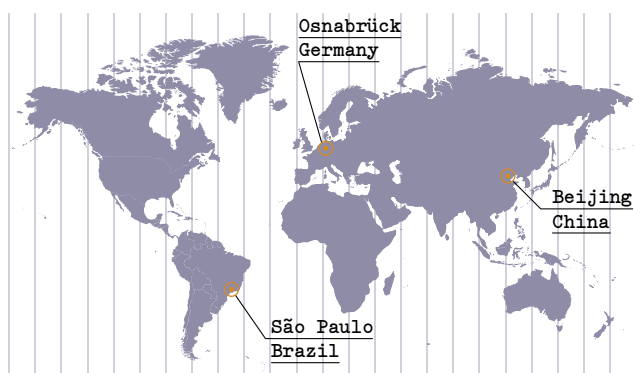 Osnabrück
Germany
Beijing
China
São Paulo
Brazil